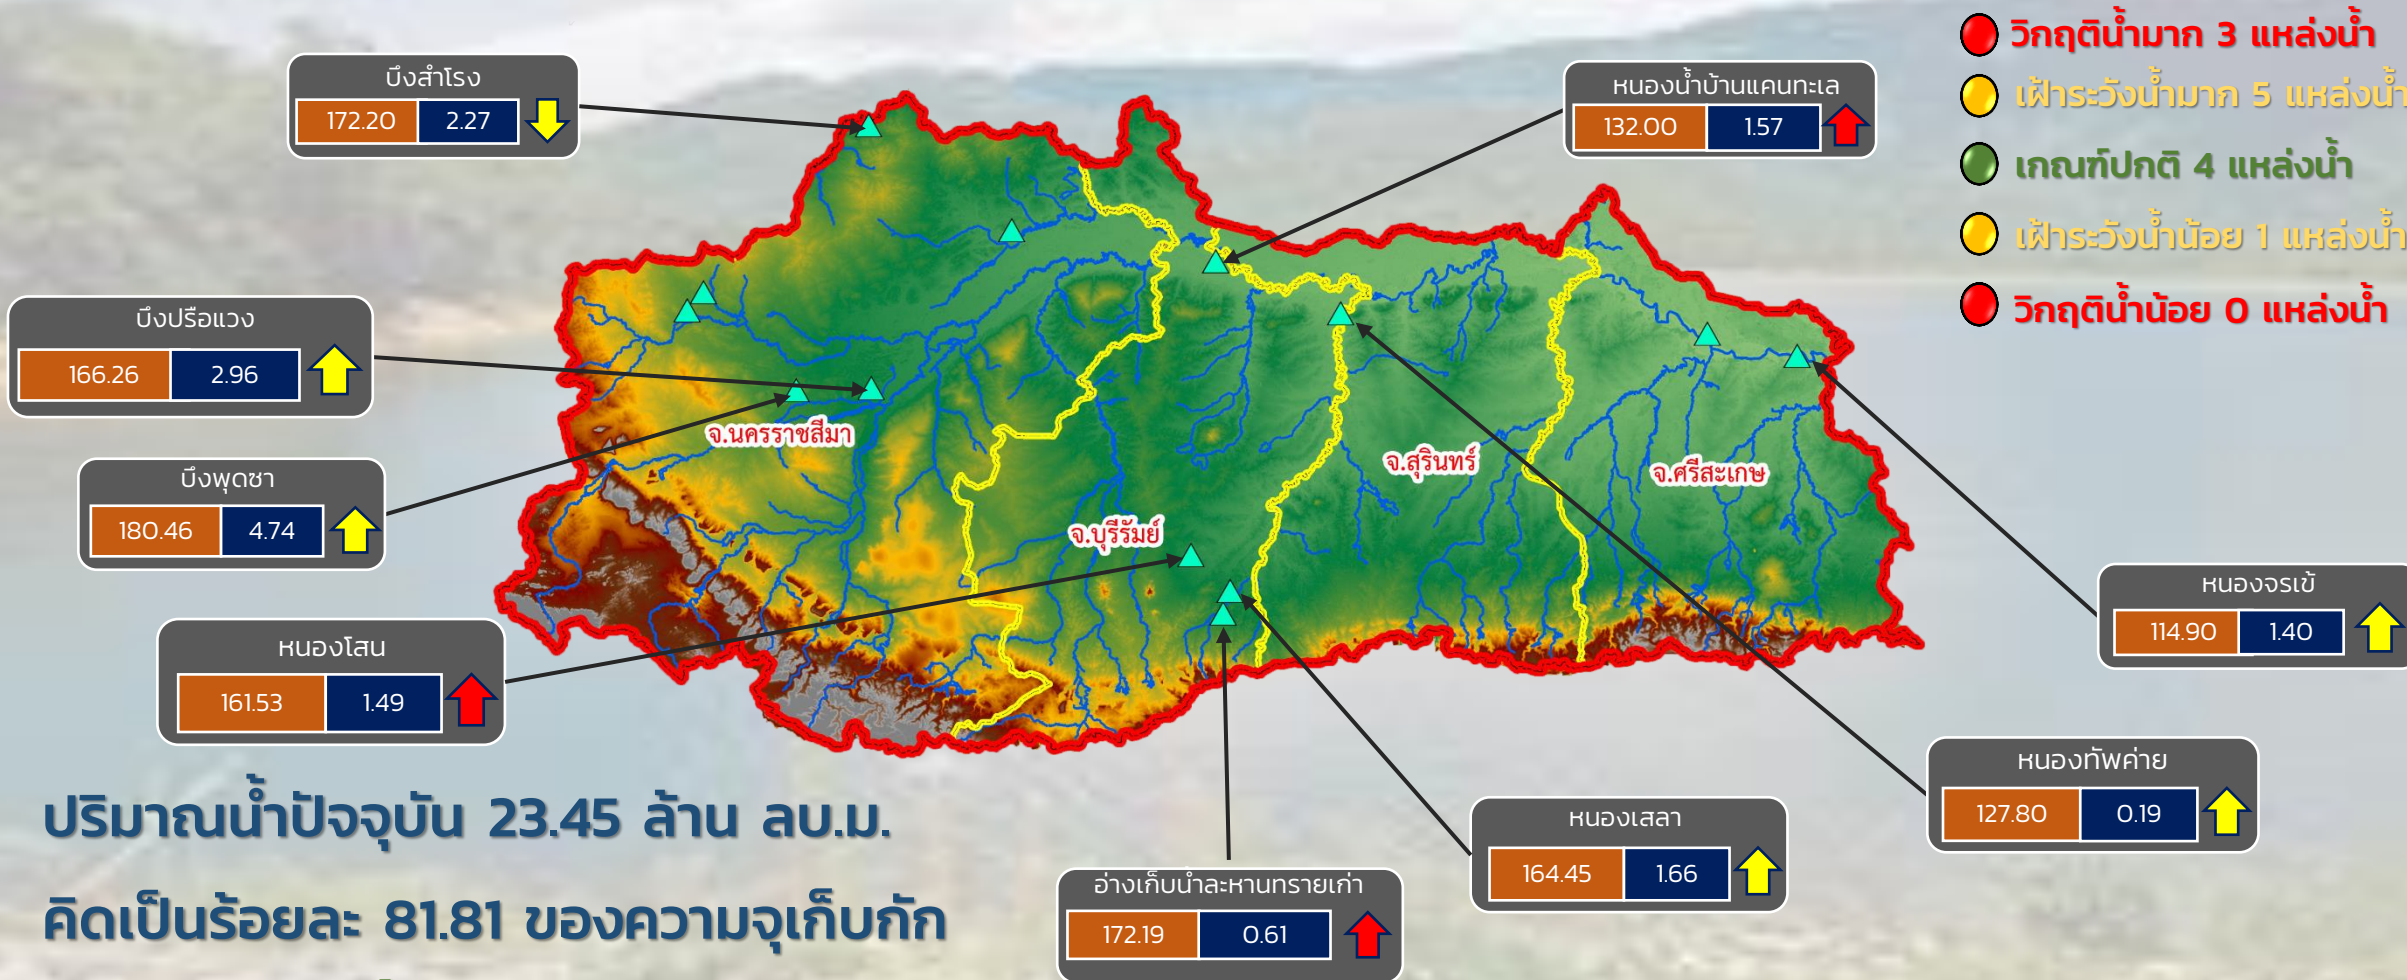 วิกฤติน้ำมาก 3 แหล่งน้ำ
เฝ้าระวังน้ำมาก 5 แหล่งน้ำ
เกณฑ์ปกติ 4 แหล่งน้ำ
เฝ้าระวังน้ำน้อย 1 แหล่งน้ำ
วิกฤติน้ำน้อย 0 แหล่งน้ำ
บึงสำโรง
172.20 2.27
หนองน้ำบ้านแคนทะเล
132.00 1.57
บึงปรือแวง
166.26 2.96
บึงพุดซา
180.46 4.74
หนองโสน
161.53 1.49
จ.นครราชสีมา
จ.บุรีรัมย์
จ.สุรินทร์
จ.ศรีสะเกษ
หนองจรเข้
114.90 1.40
หนองทัพค่าย
127.80 0.19
หนองเสลา
164.45 1.66
อ่างเก็บน้ำละหานทรายเก่า
172.19 0.61
ปริมาณน้ำปัจจุบัน 23.45 ล้าน ลบ.ม.
คิดเป็นร้อยละ 81.81 ของความจุเก็บกัก